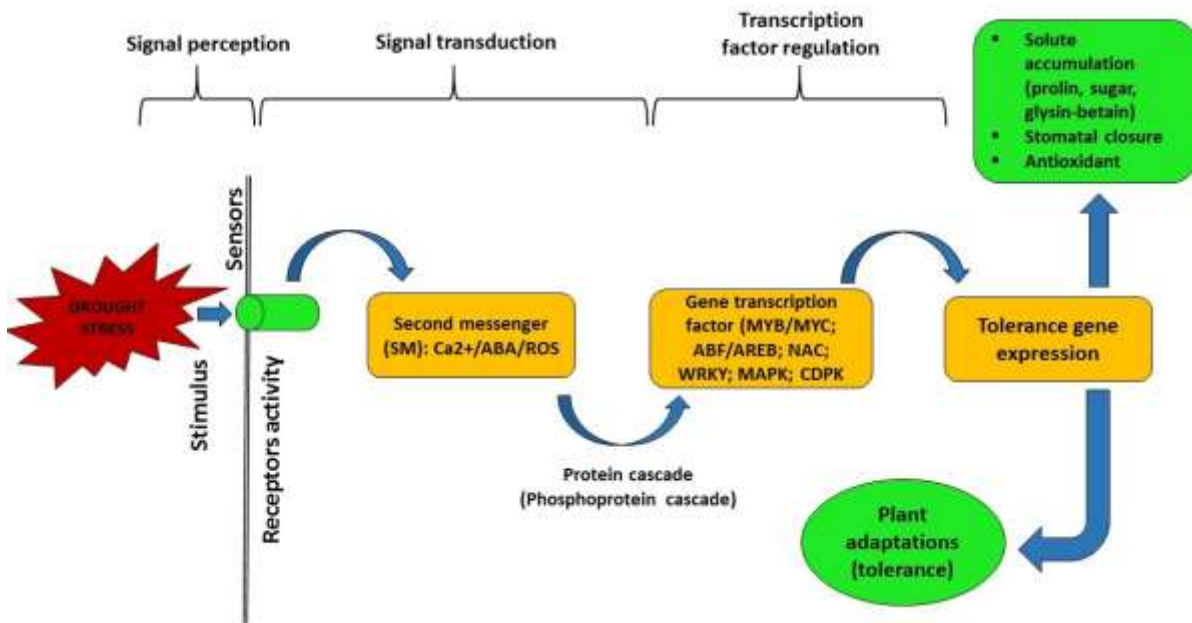 Signal perception
Signal transduction
Transcription
factor regulation
• Solute
accumulation
(prolin, sugar,
glysin-betain)
• Stomatal closure
• Antioxidant
Sensors
DROUGHT
STRESS
Stimulus
Receptors activity
Second messenger
(SM): Ca2+/ABA/ROS
Gene transcription
factor (MYB/MYC;
ABF/AREB; NAC;
WRKY; MAPK; CDPK
Tolerance gene
expression
Protein cascade
(Phosphoprotein cascade)
Plant
adaptations
(tolerance)